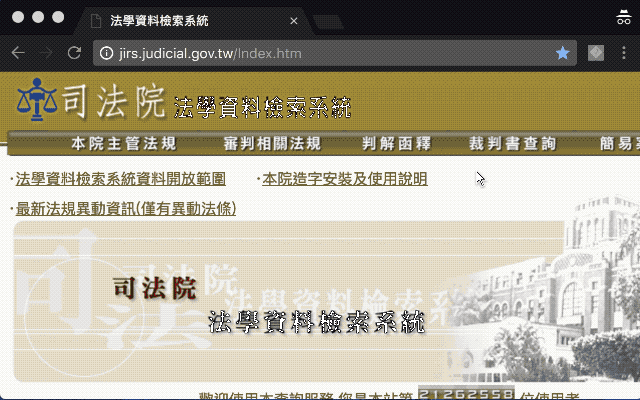 法學資料檢索系統
jirs.judicial.gov.tw/Index.htm
司法院 法學資料檢索系統
本院主管法規 審判相關法規 判解函釋 裁判書查詢 簡易
·法學資料檢索系統資料開放範圍 ·本院造字安裝及使用說明
·最新法規異動資訊(僅有異動法條)
司法院
法學資料檢索系統
司法院
法學資料檢索系統
歡迎使用本查詢服務 您是本站第 21262558 位使用者